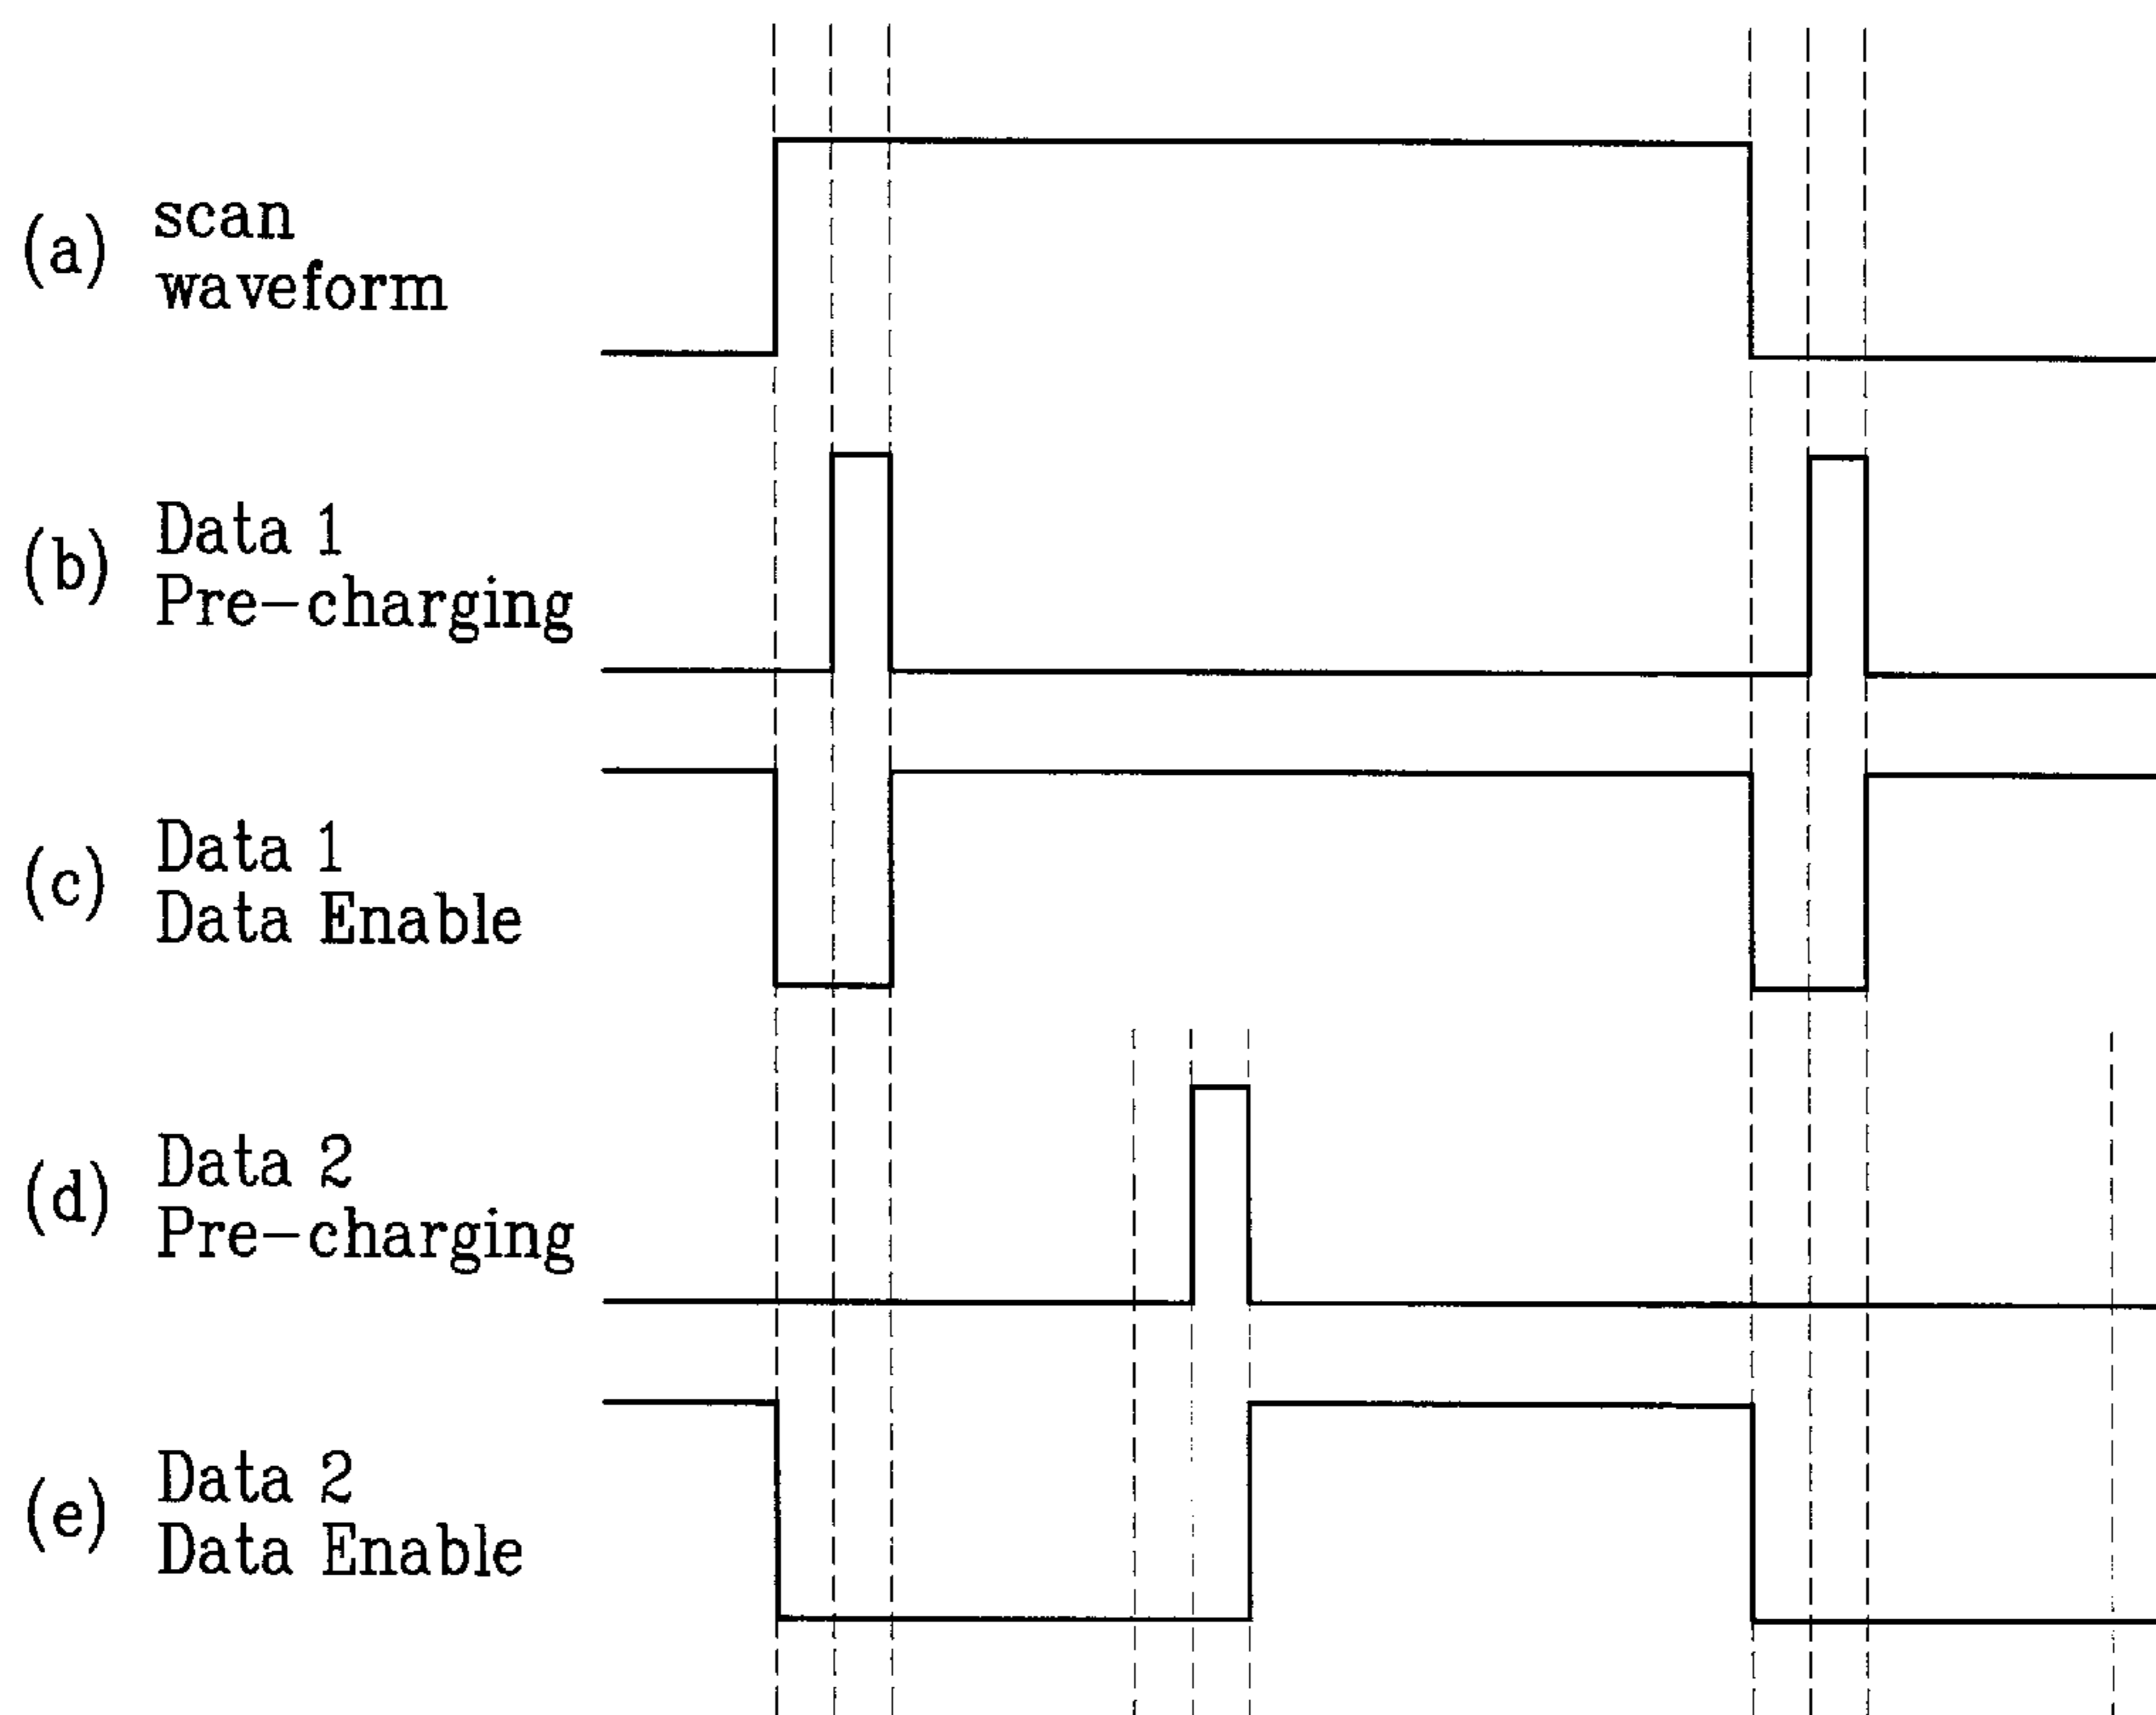 (a) scan
waveform
(b) Data 1
Pre-charging
(c) Data 1
Data Enable
(d) Data 2
Pre-charging
(e) Data 2
Data Enable